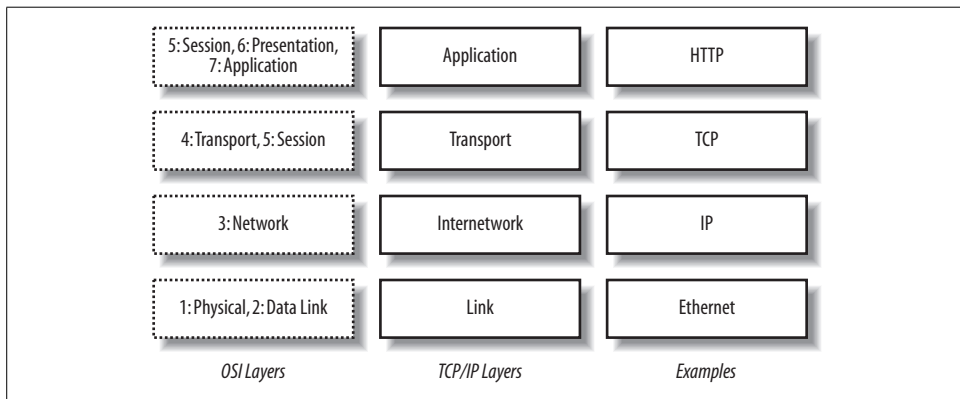 5: Session, 6: Presentation,
7: Application
Application
HTTP
4: Transport, 5: Session
Transport
TCP
3: Network
Internetwork
IP
1: Physical, 2: Data Link
Link
Ethernet
OSI Layers
TCP/IP Layers
Examples